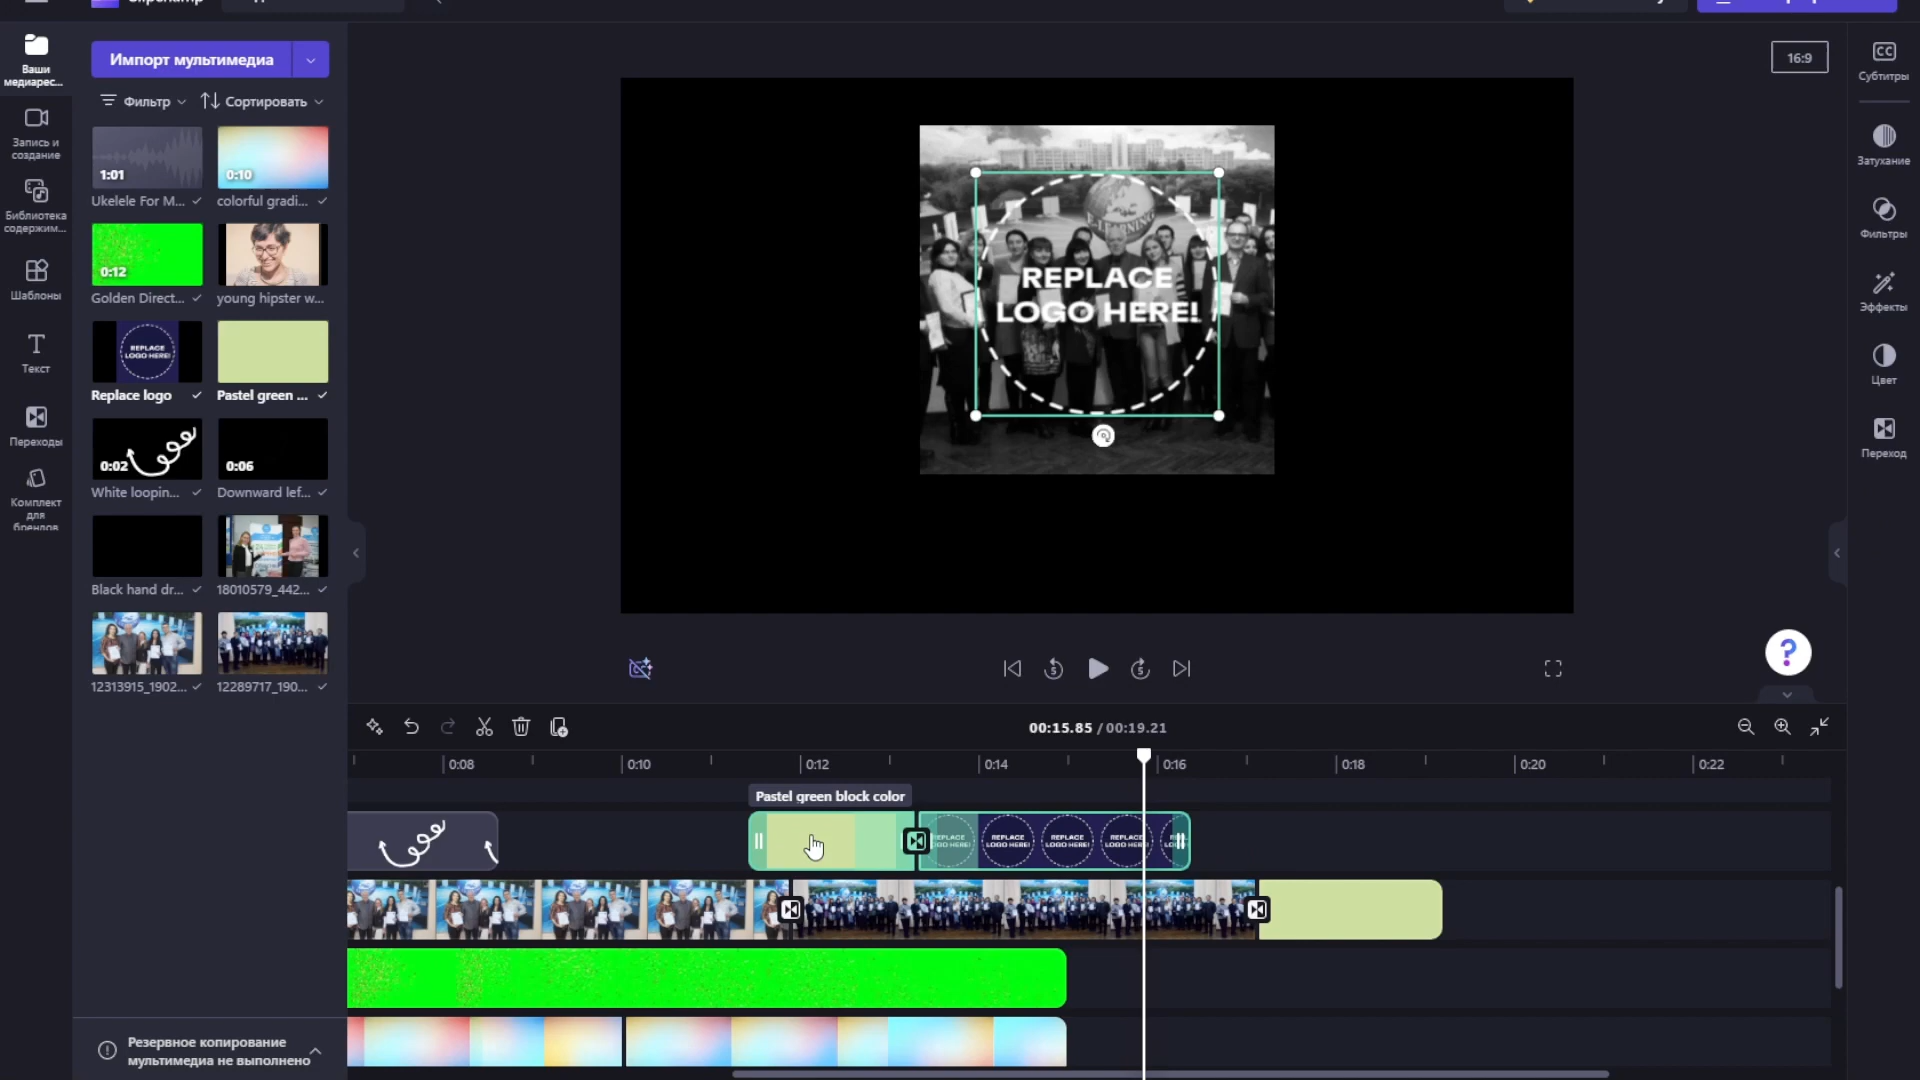 Clipchamp
16:9
Ваши
медиарес...
Импорт мультимедиа
Фильтр
Сортировать
Запись и
создание
1:01
0:10
Ukelele For M...
colorful gradi...
Библиотека
содержим...
0:12
Golden Direct...
young hipster w...
Шаблоны
REPLACE
LOGO HERE!
Replace logo
Pastel green ...
Текст
Переходы
0:02
0:06
White loopin...
Downward lef...
Комплект
для
брендов
Black hand dr...
18010579_442...
12313915_1902...
12289717_190...
Резервное копирование
мультимедиа не выполнено
E-LEARNING
REPLACE
LOGO HERE!
CC
Субтитры
Затухание
Фильтры
Эффекты
Цвет
Переход
5
5
?
00:15.85 / 00:19.21
0:08
0:10
0:12
0:14
0:16
0:18
0:20
0:22
Pastel green block color
REPLACE
LOGO HERE!
REPLACE
LOGO HERE!
REPLACE
LOGO HERE!
REPLACE
LOGO HERE!